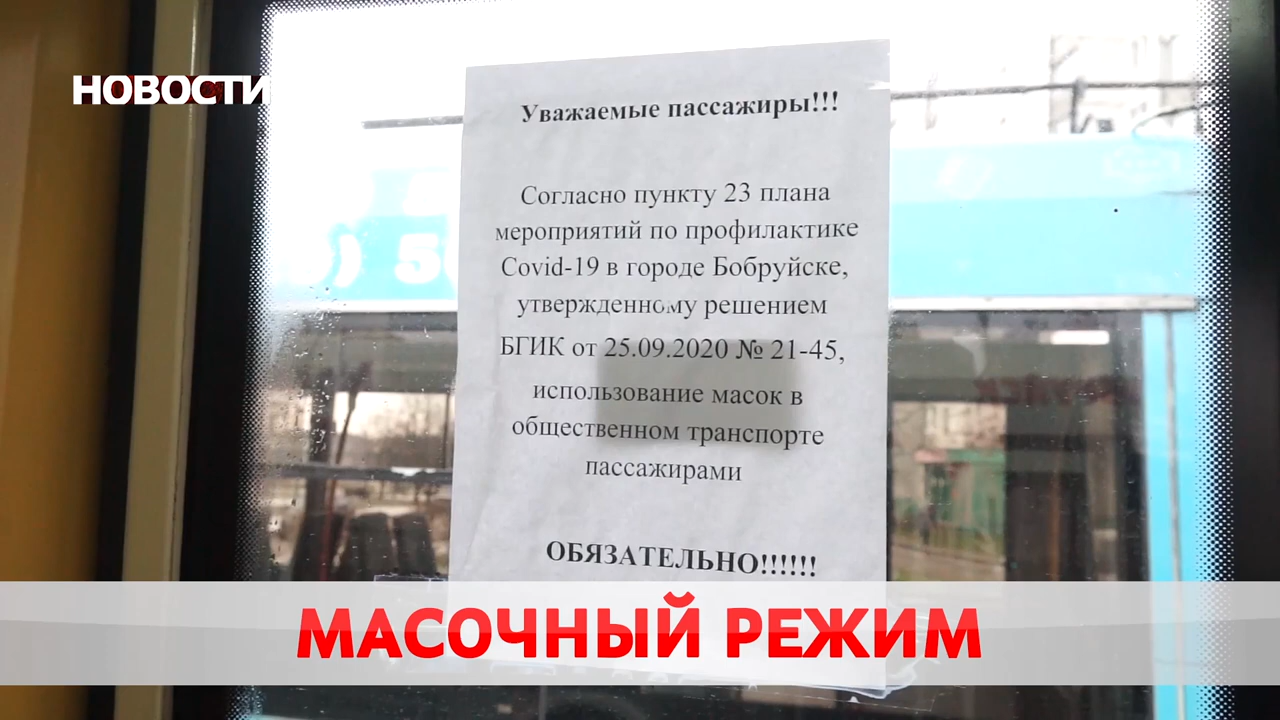 НОВОСТИ
Уважаемые пассажиры!!!
Согласно пункту 23 плана
мероприятий по профилактике
Covid-19 в городе Бобруйске,
утвержденному решением
БГИК от 25.09.2020 № 21-45,
использование масок в
общественном транспорте
пассажирами
ОБЯЗАТЕЛЬНО!!!!!!
МАСОЧНЫЙ РЕЖИМ